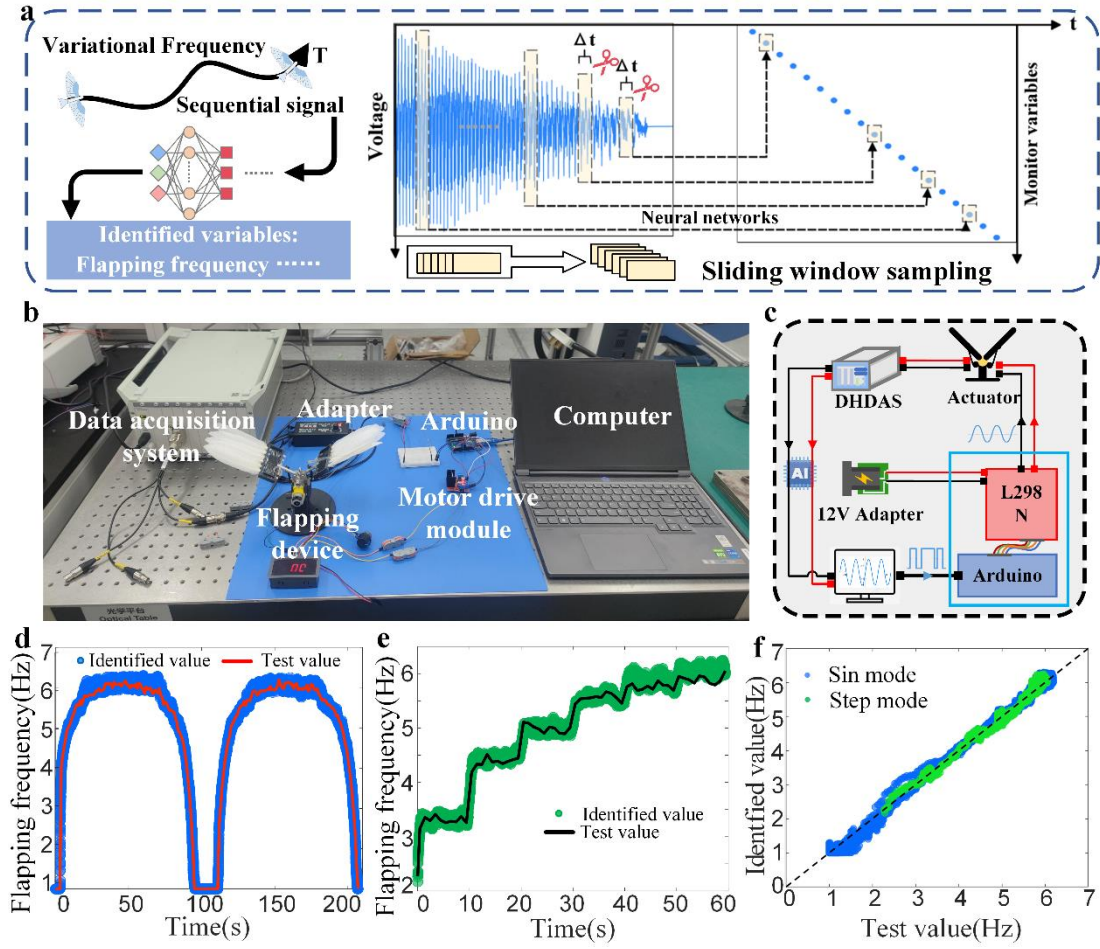 a
Variational Frequency
T
Sequential signal
Identified variables:
Flapping frequency ······
Voltage
Δ t
Δ t
t
Monitor variables
Neural networks
Sliding window sampling
b
Data acquisition
system
Adapter
Arduino
Computer
Motor drive
module
Flapping
device
光学平台
Optical Table
c
DHDAS
Actuator
AI
12V Adapter
L298
N
Arduino
d
Flapping frequency(Hz)
7
6
5
4
3
2
1
Identified value
Test value
0
50
100
150
200
Time(s)
e
Flapping frequency(Hz)
7
6
5
4
3
2
Identified value
Test value
0
10
20
30
40
50
60
Time(s)
f
Identfied value(Hz)
7
6
5
4
3
2
1
0
Sin mode
Step mode
0
1
2
3
4
5
6
7
Test value(Hz)